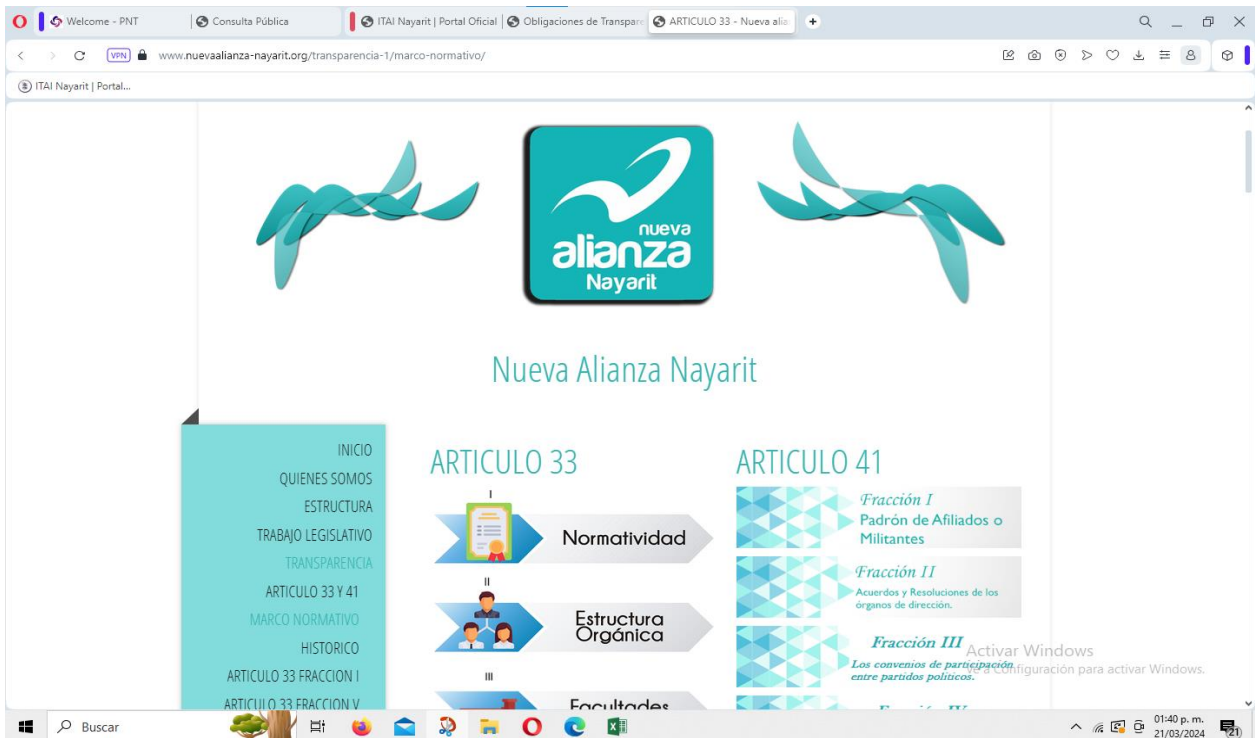 Welcome - PNT
Consulta Pública
ITAI Nayarit | Portal Oficial
Obligaciones de Transpare
ARTICULO 33 - Nueva alia
VPN
www.nuevaalianza-nayarit.org/transparencia-1/marco-normativo/
ITAI Nayarit | Portal...
nueva
alianza
Nayarit
Nueva Alianza Nayarit
INICIO
QUIENES SOMOS
ESTRUCTURA
TRABAJO LEGISLATIVO
TRANSPARENCIA
ARTICULO 33 Y 41
MARCO NORMATIVO
HISTORICO
ARTICULO 33 FRACCION I
ARTICULO 33 FRACCION V
ARTICULO 33
I
Normatividad
II
Estructura
Orgánica
III
Facultades
ARTICULO 41
Fracción I
Padrón de Afiliados o
Militantes
Fracción II
Acuerdos y Resoluciones de los
órganos de dirección.
Fracción III
Los convenios de participación
entre partidos políticos.
Fracción IV
Activar Windows
Ve a Configuración para activar Windows.
Buscar
01:40 p. m.
21/03/2024
21